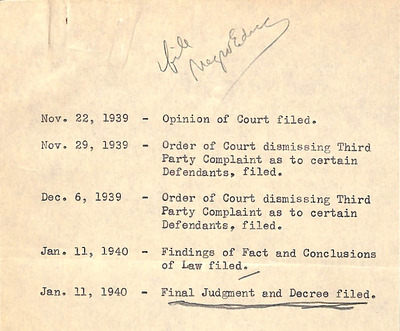 file
Negro Educ
Nov. 22, 1939 - Opinion of Court filed.
Nov. 29, 1939 - Order of Court dismissing Third
Party Complaint as to certain
Defendants, filed.
Dec. 6, 1939 - Order of Court dismissing Third
Party Complaint as to certain
Defendants, filed.
Jan. 11, 1940 - Findings of Fact and Conclusions
of Law filed.
Jan. 11, 1940 - Final Judgment and Decree filed.